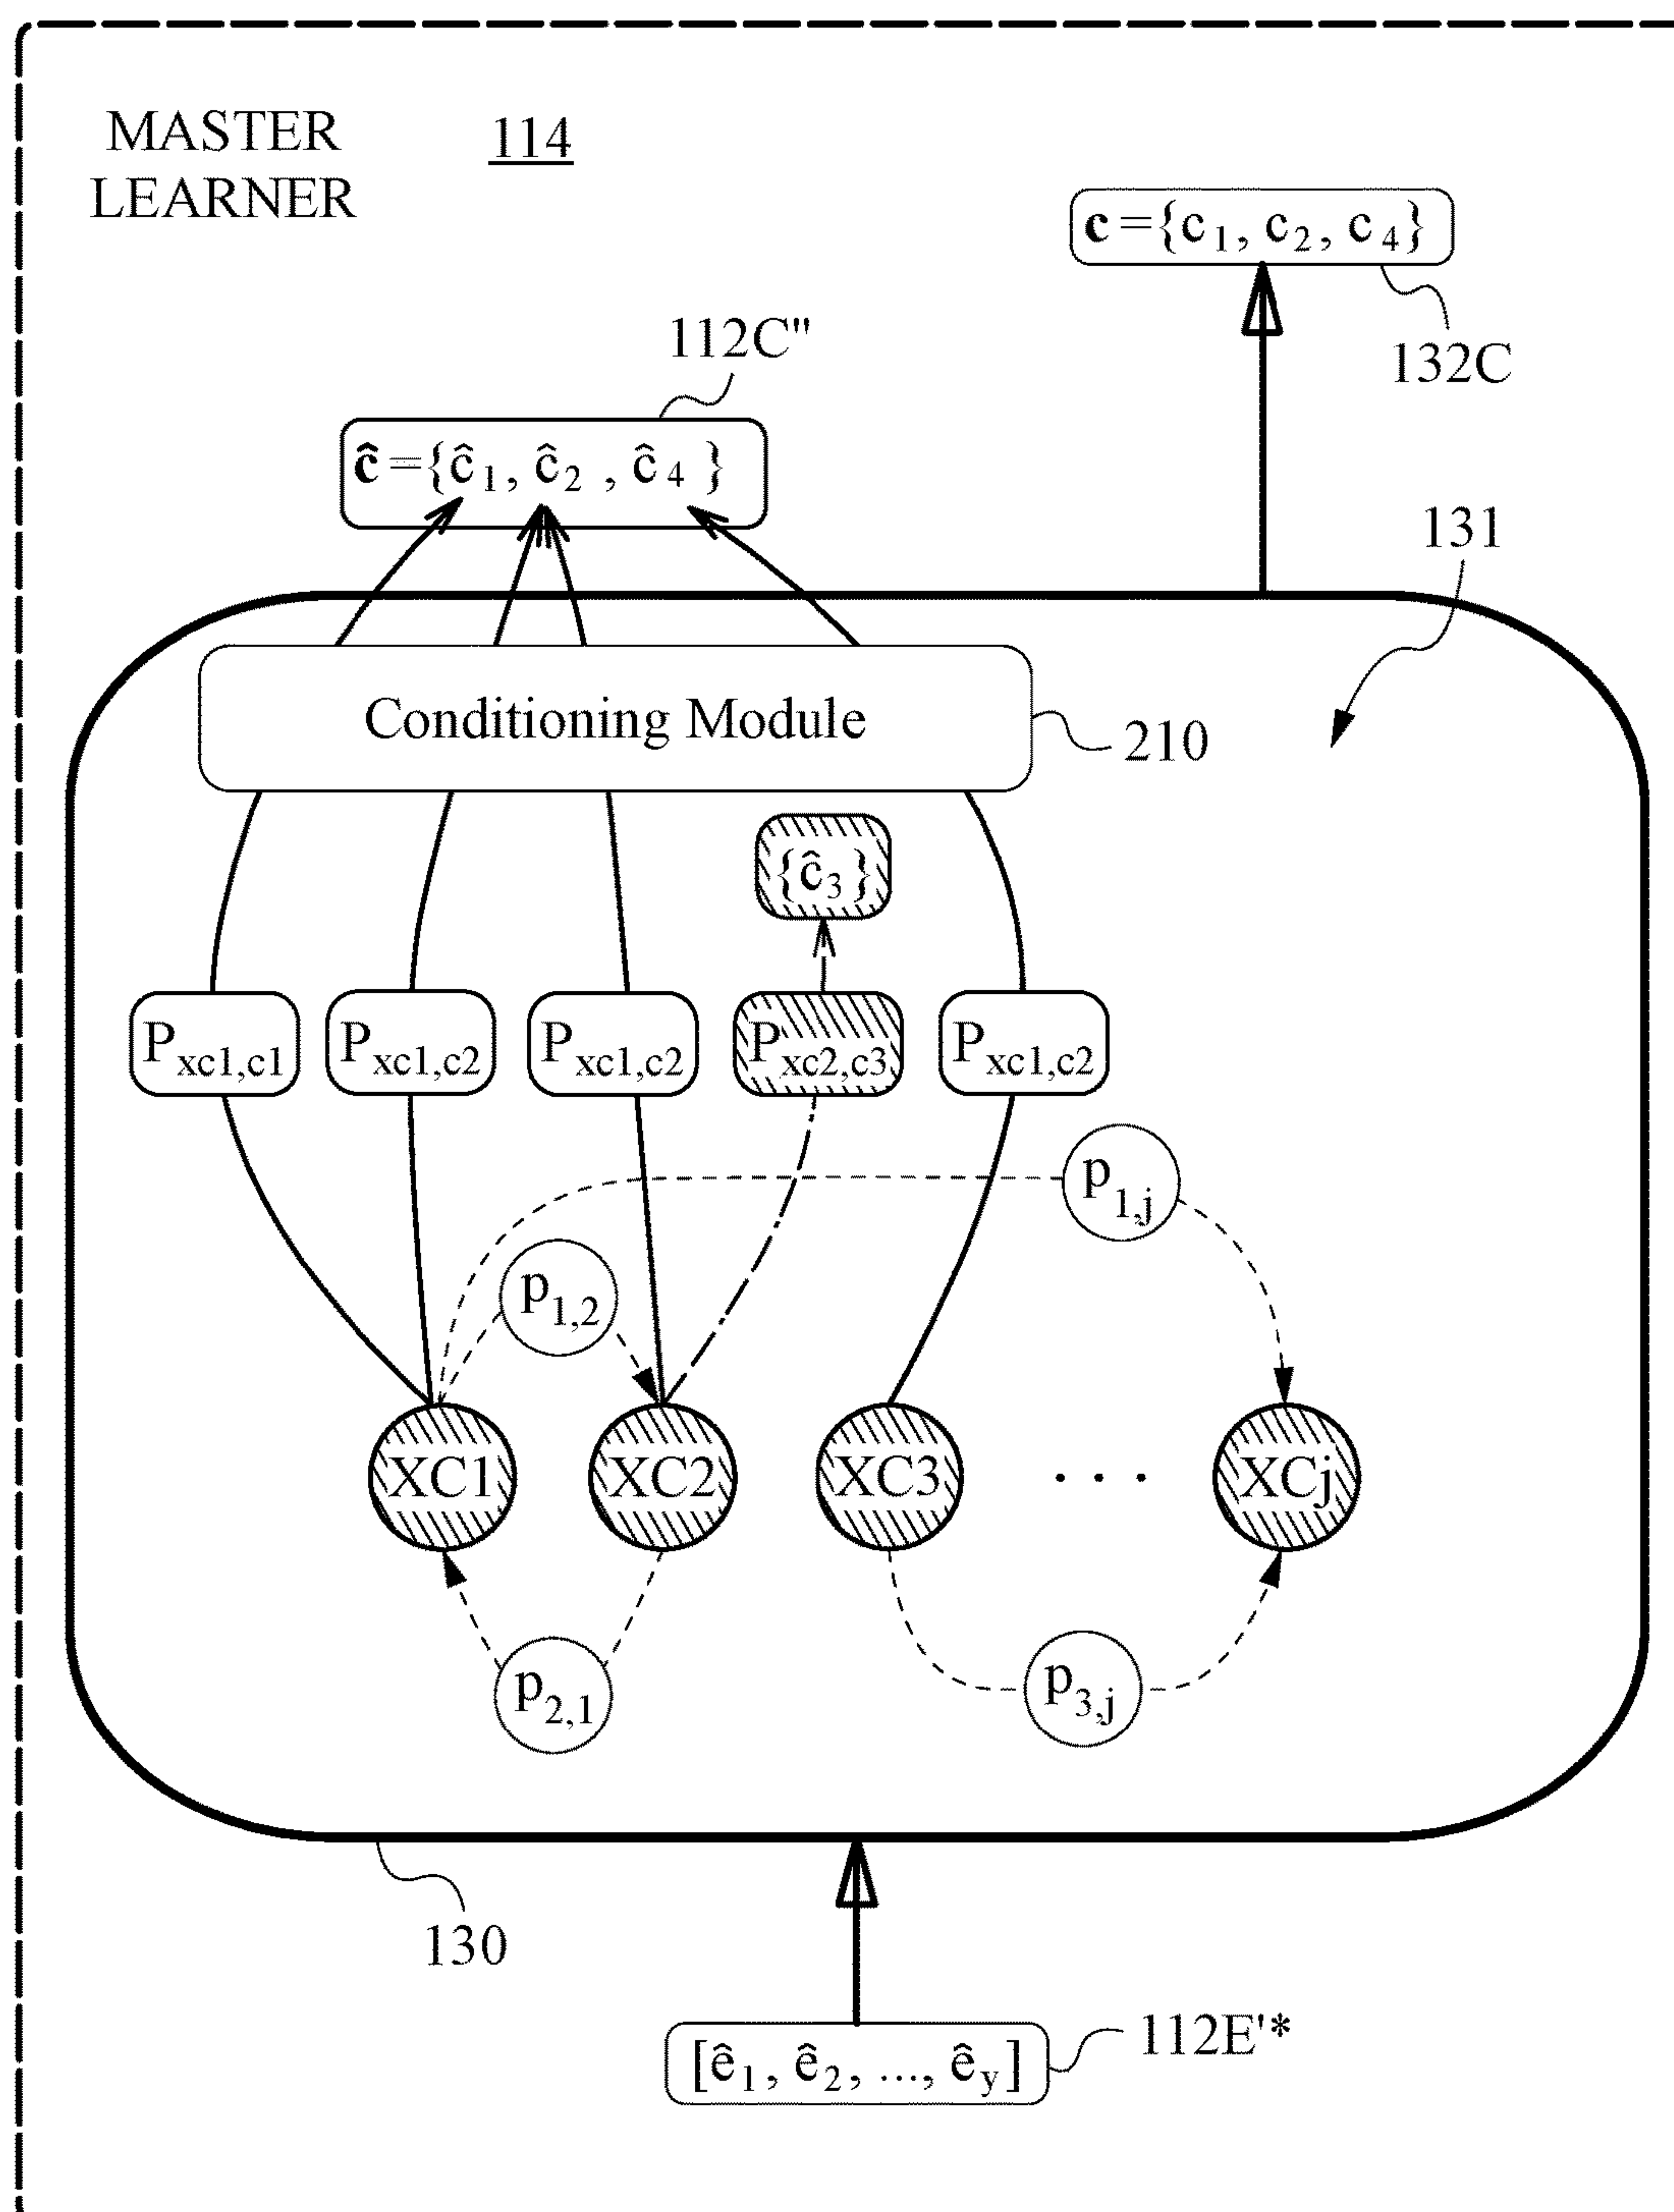 MASTER
LEARNER
114
c={c1, c2, c4}
132C
112C"
ĉ={ĉ1, ĉ2 , ĉ4 }
131
Conditioning Module
210
{ĉ3}
Pxc1,c1 Pxc1,c2 Pxc1,c2 Pxc2,c3 Pxc1,c2
p1,j
p1,2
XC1 XC2 XC3 . . . XCj
p2,1 p3,j
130
112E'*
[ê1, ê2, ..., êy]